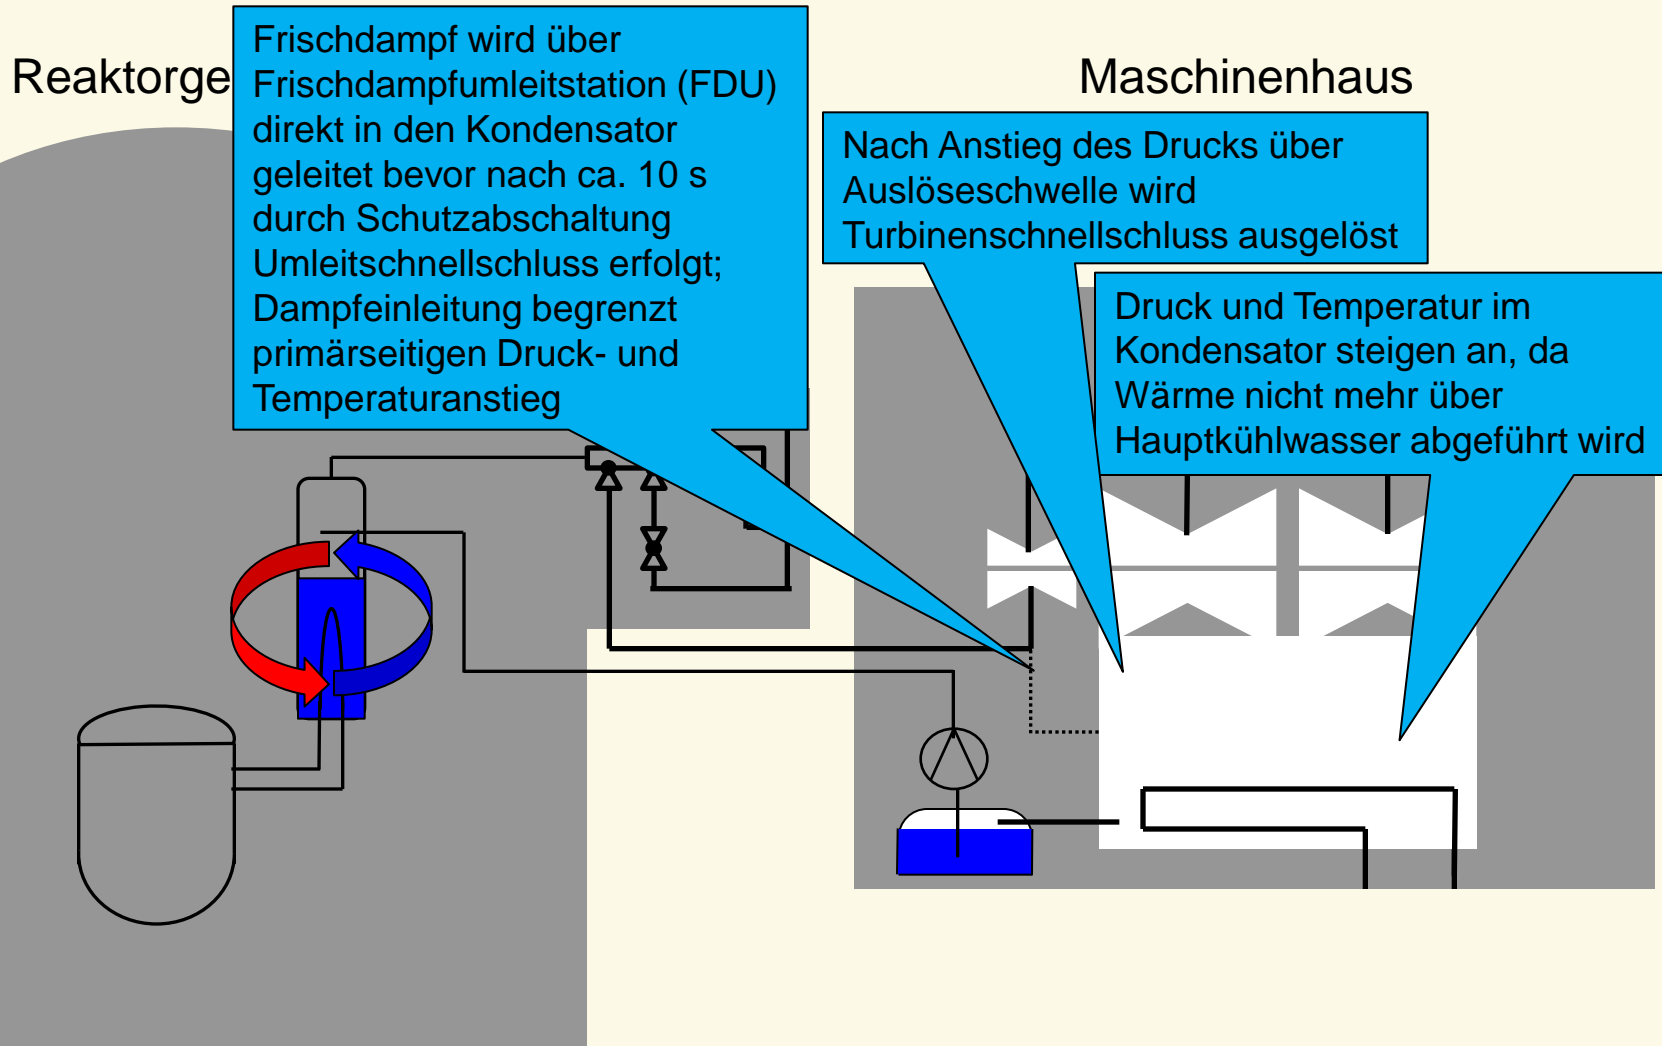 Reaktorge
Frischdampf wird über
Frischdampfumleitstation (FDU)
direkt in den Kondensator
geleitet bevor nach ca. 10 s
durch Schutzabschaltung
Umleitschnellschluss erfolgt;
Dampfeinleitung begrenzt
primärseitigen Druck- und
Temperaturanstieg
Maschinenhaus
Nach Anstieg des Drucks über
Auslöseschwelle wird
Turbinenschnellschluss ausgelöst
Druck und Temperatur im
Kondensator steigen an, da
Wärme nicht mehr über
Hauptkühlwasser abgeführt wird